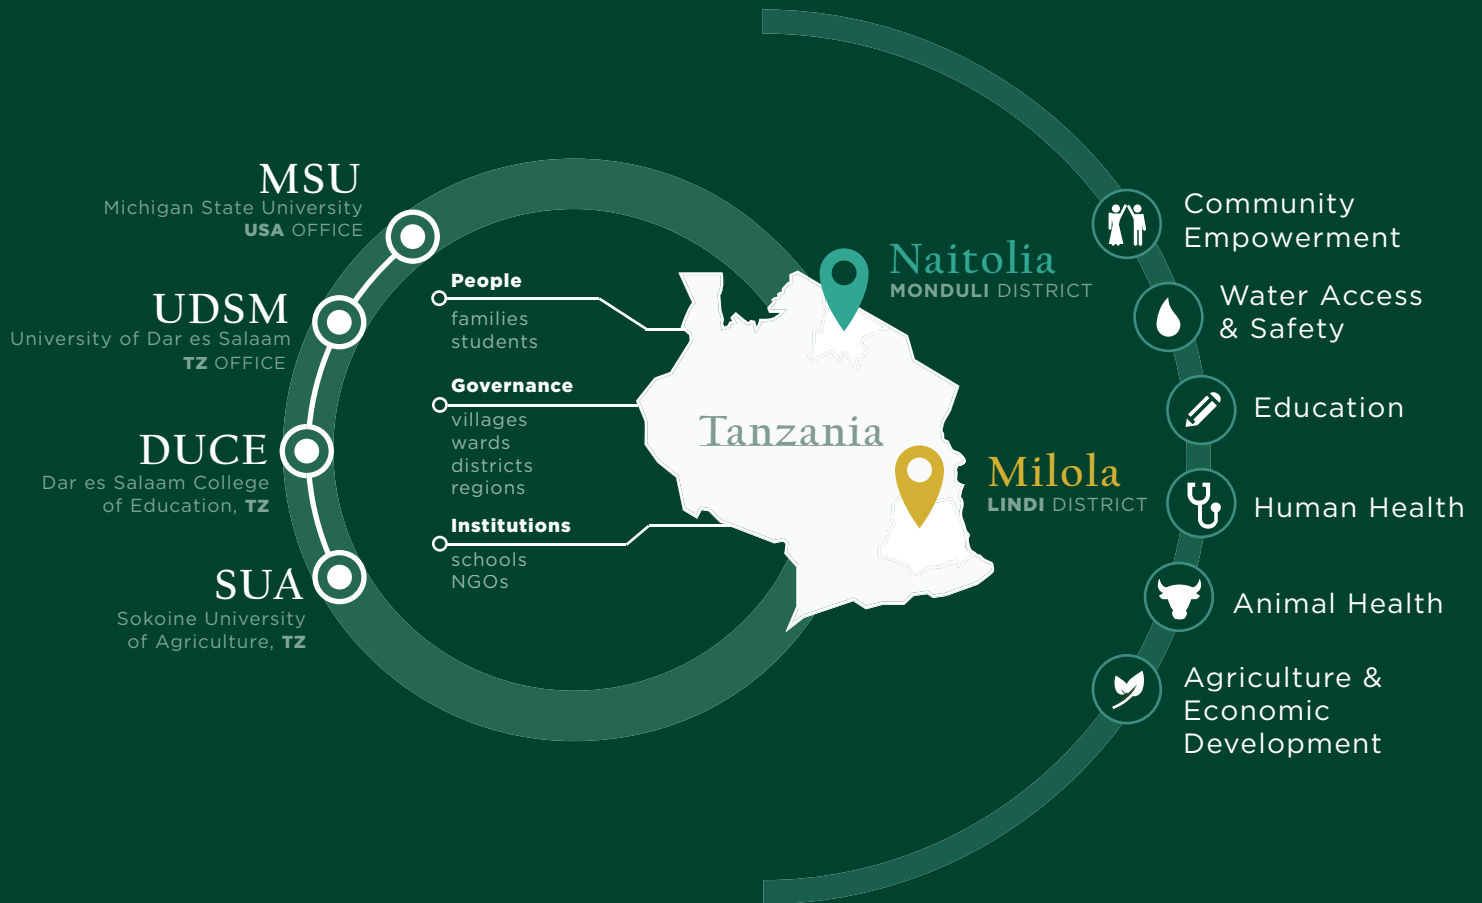 MSU
Michigan State University
USA OFFICE
UDSM
University of Dar es Salaam
TZ OFFICE
DUCE
Dar es Salaam College
of Education, TZ
SUA
Sokoine University
of Agriculture, TZ
People
families
students
Governance
villages
wards
districts
regions
Institutions
schools
NGOs
Tanzania
Naitolia
MONDULI DISTRICT
Milola
LINDI DISTRICT
Community
Empowerment
Water Access
& Safety
Education
Human Health
Animal Health
Agriculture &
Economic
Development